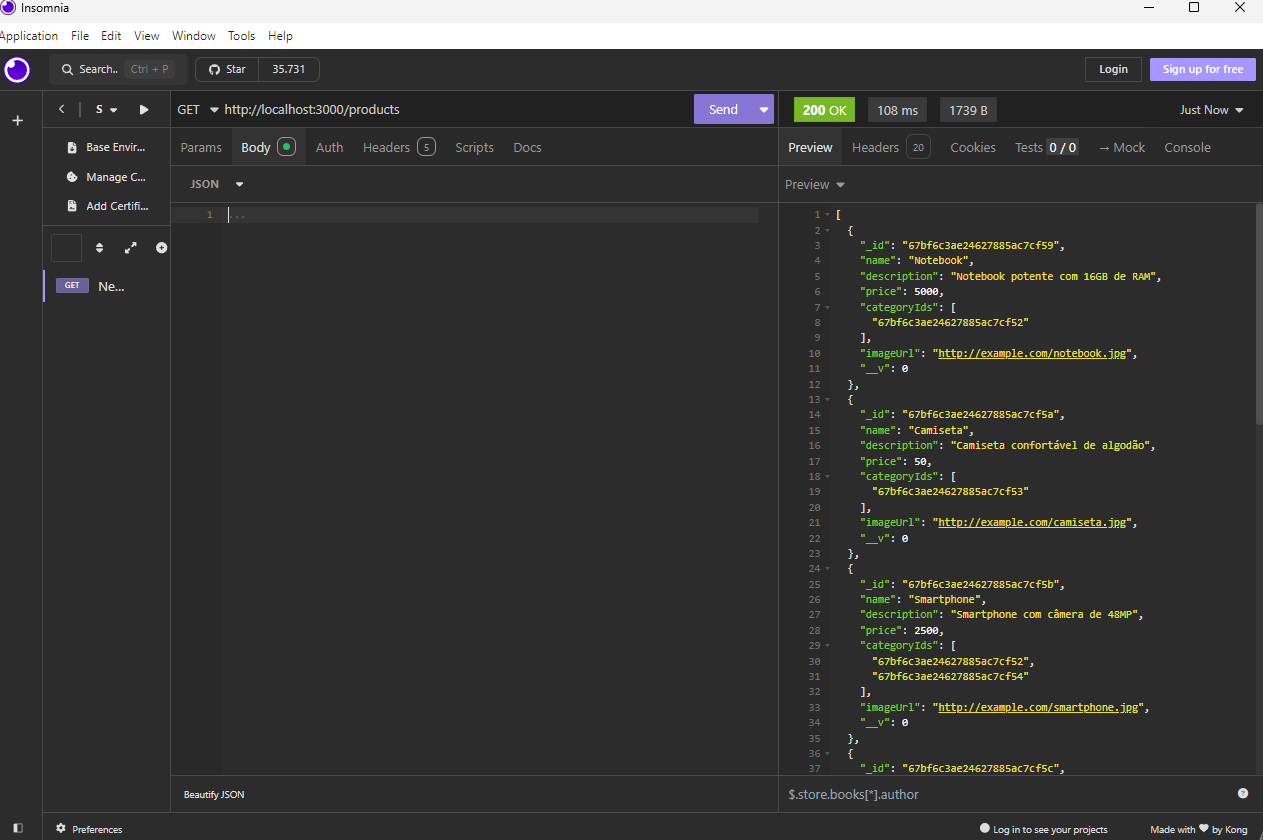 Insomnia
Application File Edit View Window Tools Help
Search.. Ctrl + P Star 35.731 Login Sign up for free
S GET http://localhost:3000/products Send 200 OK 108 ms 1739 B Just Now
Params Body Auth Headers 5 Scripts Docs Preview Headers 20 Cookies Tests 0 / 0 → Mock Console
Base Envir...
Manage C...
Add Certifi...
GET Ne...
JSON
1 ...
Beautify JSON
Preview
1 [
2 {
3 "_id": "67bf6c3ae24627885ac7cf59",
4 "name": "Notebook",
5 "description": "Notebook potente com 16GB de RAM",
6 "price": 5000,
7 "categoryIds": [
8 "67bf6c3ae24627885ac7cf52"
9 ],
10 "imageUrl": "http://example.com/notebook.jpg",
11 "__v": 0
12 },
13 {
14 "_id": "67bf6c3ae24627885ac7cf5a",
15 "name": "Camiseta",
16 "description": "Camiseta confortável de algodão",
17 "price": 50,
18 "categoryIds": [
19 "67bf6c3ae24627885ac7cf53"
20 ],
21 "imageUrl": "http://example.com/camiseta.jpg",
22 "__v": 0
23 },
24 {
25 "_id": "67bf6c3ae24627885ac7cf5b",
26 "name": "Smartphone",
27 "description": "Smartphone com câmera de 48MP",
28 "price": 2500,
29 "categoryIds": [
30 "67bf6c3ae24627885ac7cf52",
31 "67bf6c3ae24627885ac7cf54"
32 ],
33 "imageUrl": "http://example.com/smartphone.jpg",
34 "__v": 0
35 },
36 {
37 "_id": "67bf6c3ae24627885ac7cf5c",
$.store.books[*].author
Preferences Log in to see your projects Made with ♥ by Kong